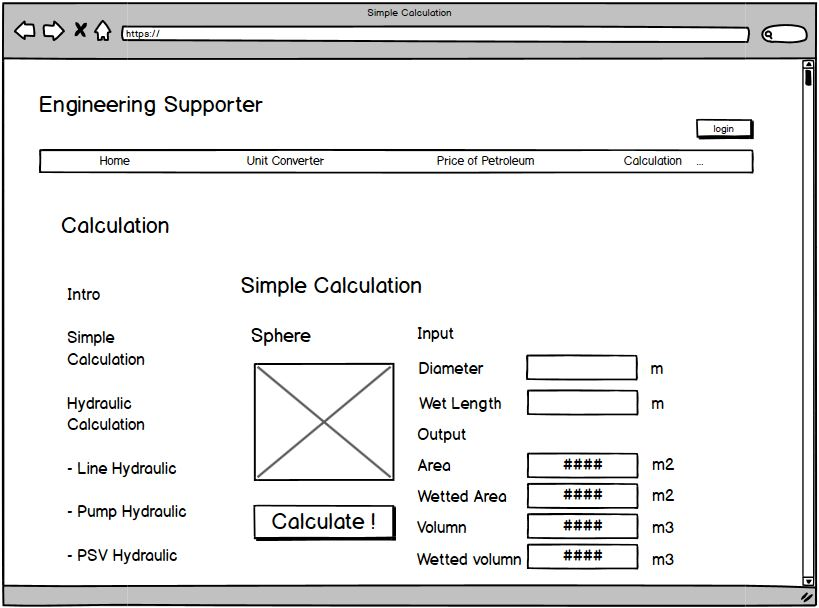 Simple Calculation
https://
Engineering Supporter
login
Home Unit Converter Price of Petroleum Calculation ...
Calculation
Intro
Simple
Calculation
Hydraulic
Calculation
- Line Hydraulic
- Pump Hydraulic
- PSV Hydraulic
Simple Calculation
Sphere
Calculate !
Input
Diameter m
Wet Length m
Output
Area #### m2
Wetted Area #### m2
Volumn #### m3
Wetted volumn #### m3